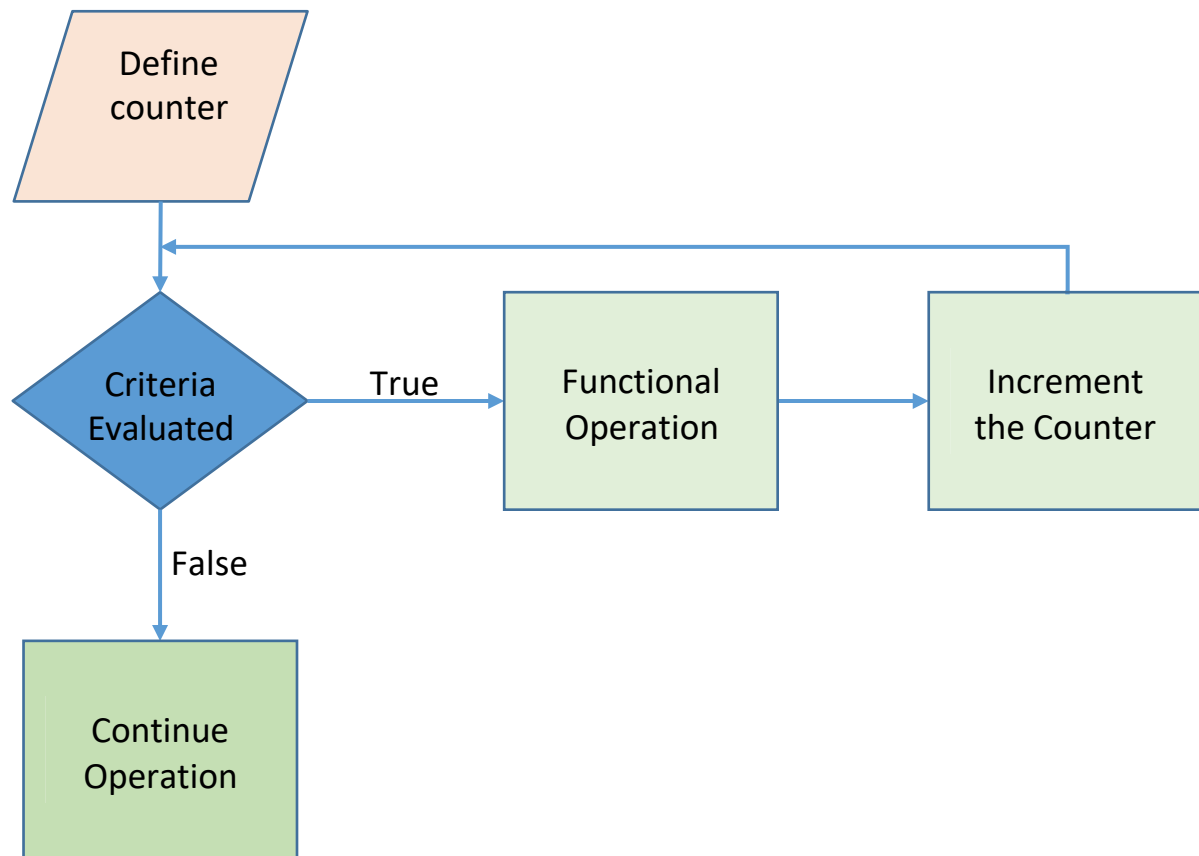 Define
counter
Criteria
Evaluated
True
Functional
Operation
Increment
the Counter
False
Continue
Operation